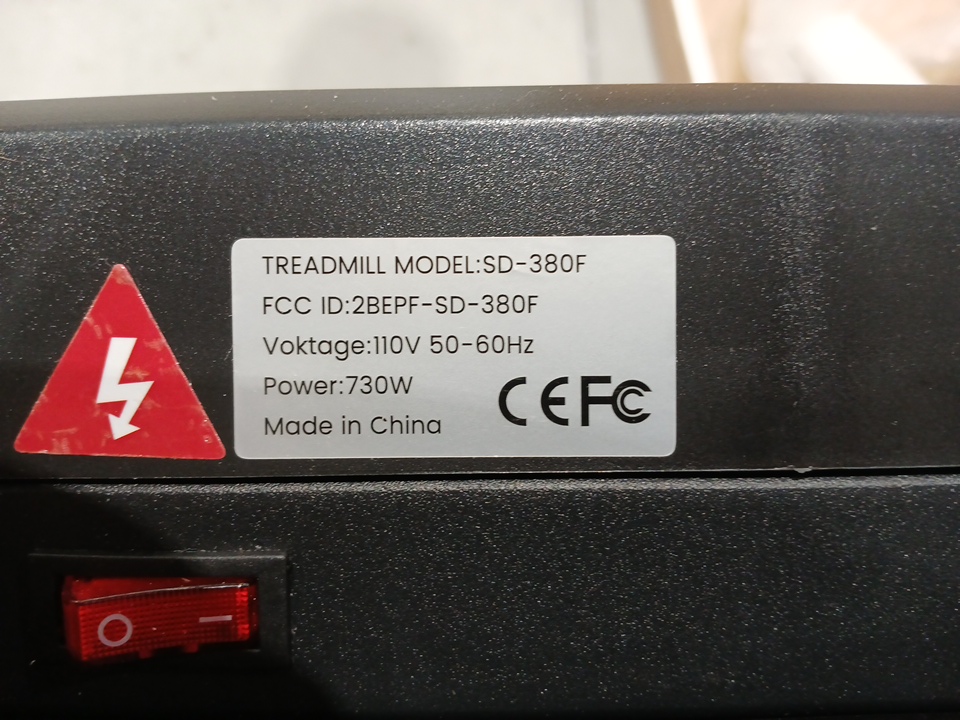 TREADMILL MODEL:SD-380F
FCC ID:2BEPF-SD-380F
Voktage:110V 50-60Hz
Power:730W
Made in China
CE FC
O I